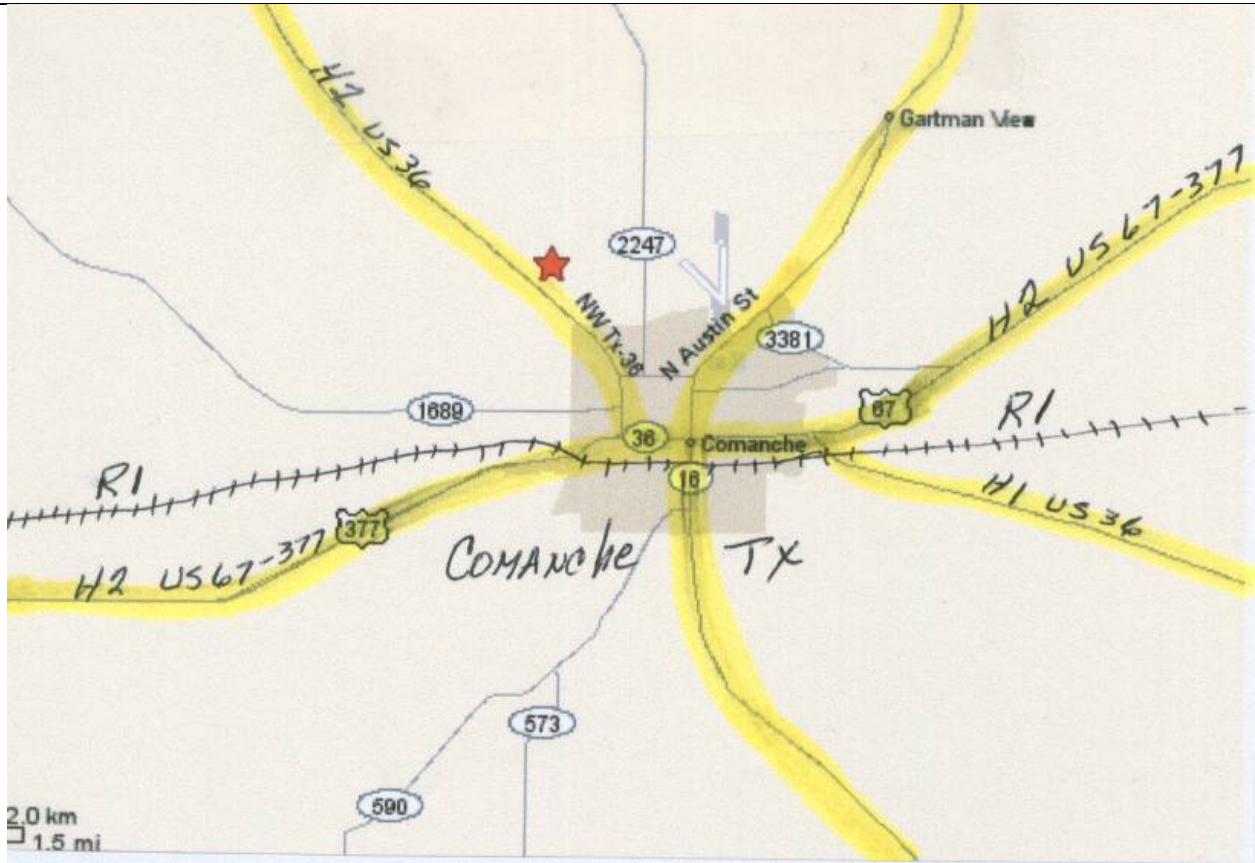 H1 US 36
Gartman View
H2 US 67-377
2247
NW Tx-36
N Austin St
3381
1689
67
R1
36
Comanche
R1
16
H1 US 36
377
H2 US 67-377
COMANChe TX
573
590
2.0 km
1.5 mi